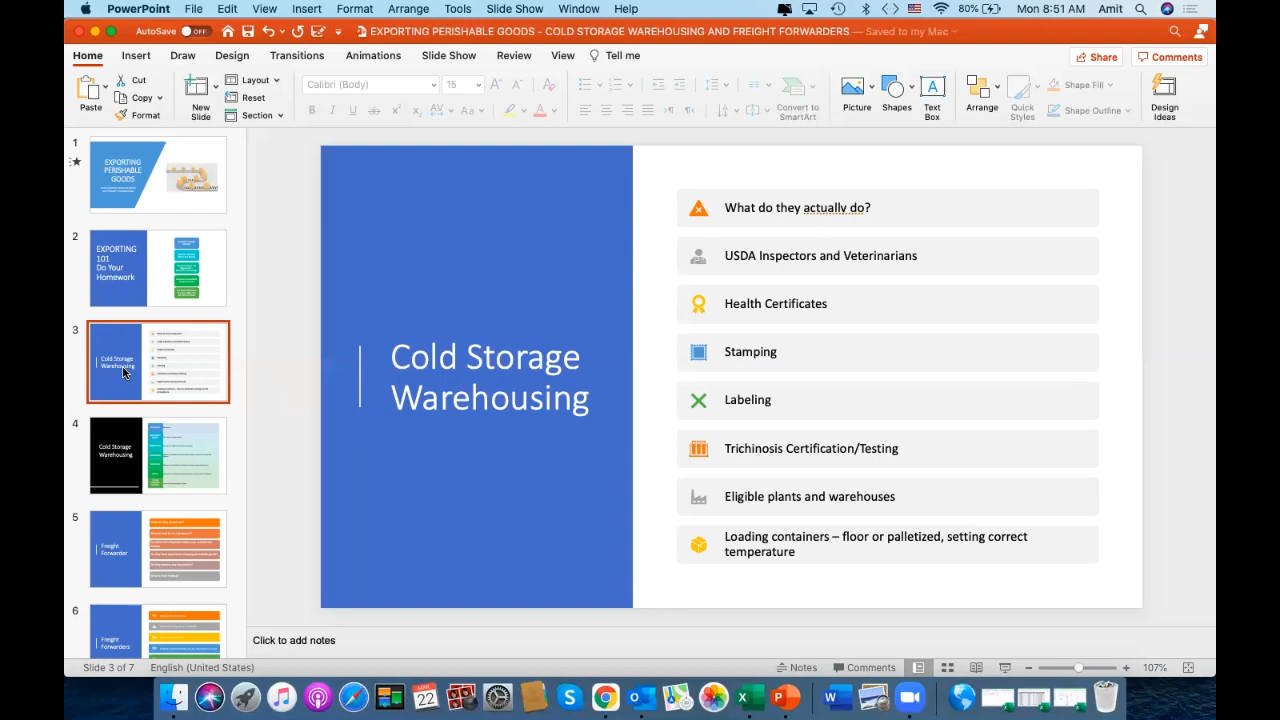 PowerPoint File Edit View Insert Format Arrange Tools Slide Show Window Help 80% Mon 8:51 AM Amit
AutoSave OFF EXPORTING PERISHABLE GOODS - COLD STORAGE WAREHOUSING AND FREIGHT FORWARDERS — Saved to my Mac
Home Insert Draw Design Transitions Animations Slide Show Review View Tell me Share Comments
Paste Cut Copy Format New Slide Layout Reset Section Calibri (Body) 15 Convert to SmartArt Picture Shapes Text Box Arrange Quick Styles Shape Fill Shape Outline Design Ideas
1
EXPORTING
PERISHABLE
GOODS
2
EXPORTING
101
Do Your
Homework
3
Cold Storage
Warehousing
4
Cold Storage
Warehousing
5
Freight
Forwarder
6
Freight
Forwarders
Cold Storage
Warehousing
What do they actually do?
USDA Inspectors and Veterinarians
Health Certificates
Stamping
Labeling
Trichinosis Certification/Testing
Eligible plants and warehouses
Loading containers – floor or palletized, setting correct
temperature
Click to add notes
Slide 3 of 7 English (United States) Notes Comments 107%
22